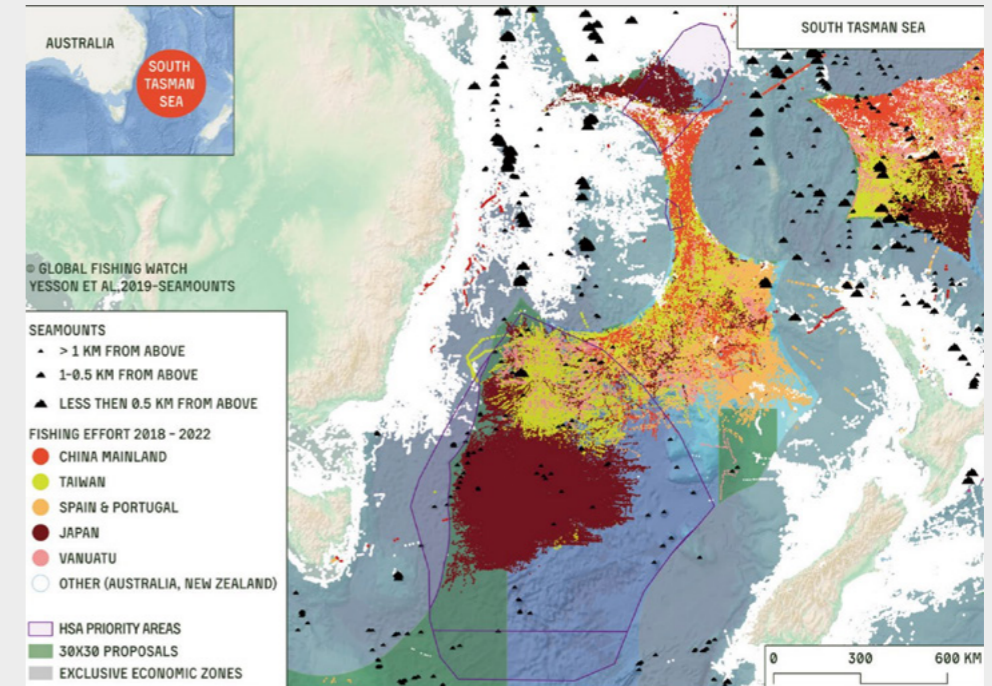 AUSTRALIA
SOUTH
TASMAN
SEA
SOUTH TASMAN SEA
© GLOBAL FISHING WATCH
YESSON ET AL.2019-SEAMOUNTS
SEAMOUNTS
> 1 KM FROM ABOVE
1-0.5 KM FROM ABOVE
LESS THEN 0.5 KM FROM ABOVE
FISHING EFFORT 2018 - 2022
CHINA MAINLAND
TAIWAN
SPAIN & PORTUGAL
JAPAN
VANUATU
OTHER (AUSTRALIA, NEW ZEALAND)
HSA PRIORITY AREAS
30X30 PROPOSALS
EXCLUSIVE ECONOMIC ZONES
0 300 600 KM